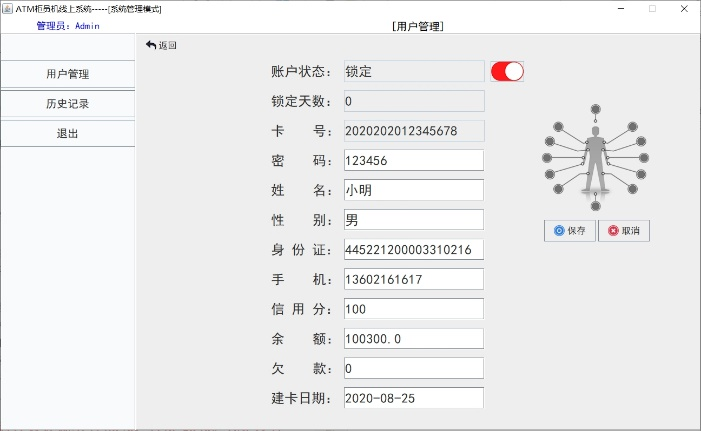 ATM柜员机线上系统-----[系统管理模式]
管理员：Admin
[用户管理]
返回
用户管理
历史记录
退出
账户状态： 锁定
锁定天数： 0
卡 号： 2020202012345678
密 码： 123456
姓 名： 小明
性 别： 男
身 份 证： 445221200003310216
手 机： 13602161617
信 用 分： 100
余 额： 100300.0
欠 款： 0
建卡日期： 2020-08-25
保存 取消